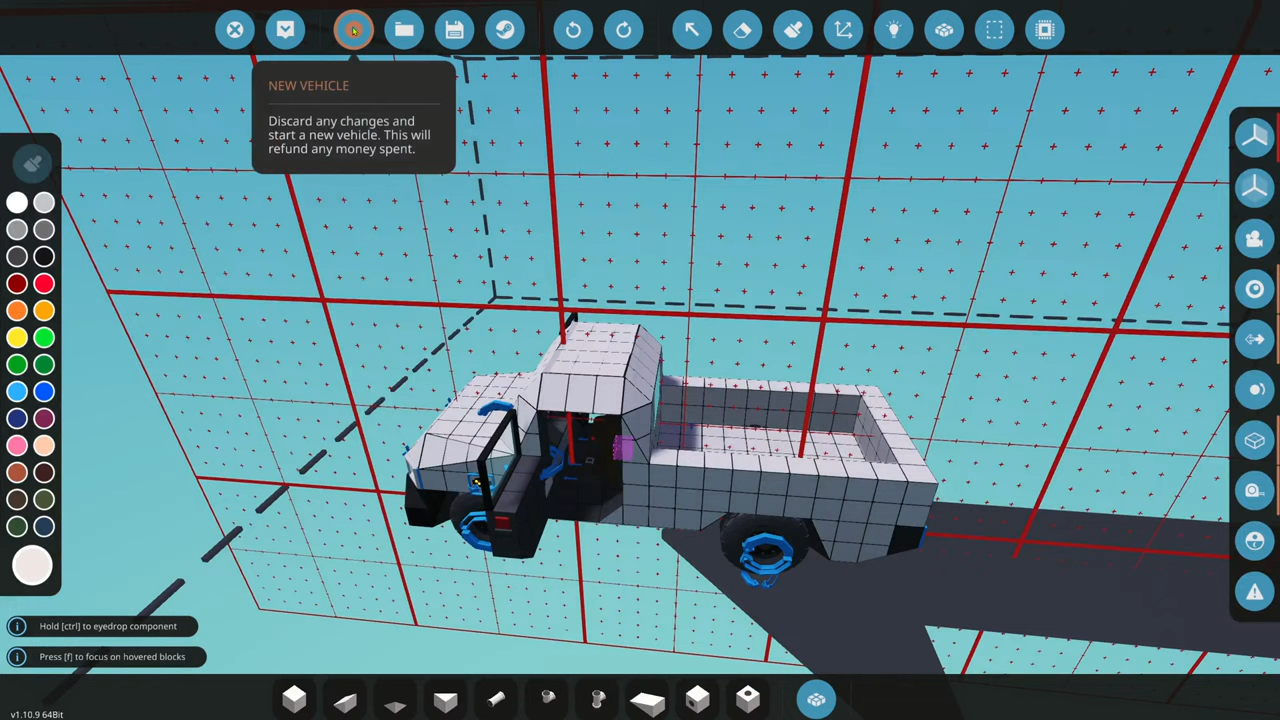 NEW VEHICLE
Discard any changes and
start a new vehicle. This will
refund any money spent.
Hold [ctrl] to eyedrop component
Press [f] to focus on hovered blocks
v1.10.9 64Bit